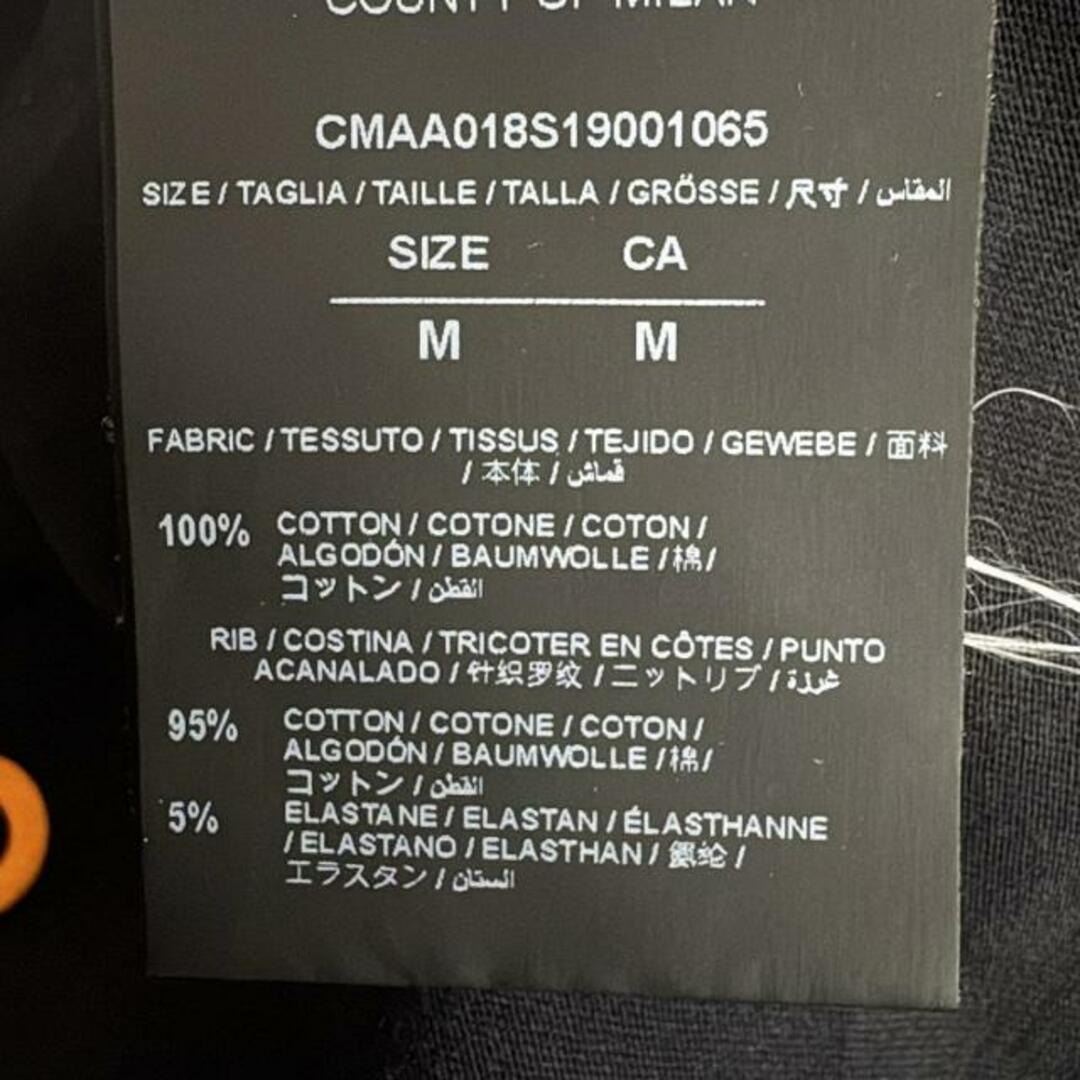 COUNTY OF MILAN
CMAA018S19001065
SIZE / TAGLIA / TAILLE / TALLA / GRÖSSE / 尺寸 / المقاس
SIZE CA
M M
FABRIC / TESSUTO / TISSUS / TEJIDO / GEWEBE / 面料
/ 本体 / قماش
100% COTTON / COTONE / COTON /
ALGODÓN / BAUMWOLLE / 棉 /
コットン / القطن
RIB / COSTINA / TRICOTER EN CÔTES / PUNTO
ACANALADO / 针织罗纹 / ニットリブ / غرزة
95% COTTON / COTONE / COTON /
ALGODÓN / BAUMWOLLE / 棉 /
コットン / القطن
5% ELASTANE / ELASTAN / ÉLASTHANNE
/ ELASTANO / ELASTHAN / 氨纶 /
エラスタン / الستان